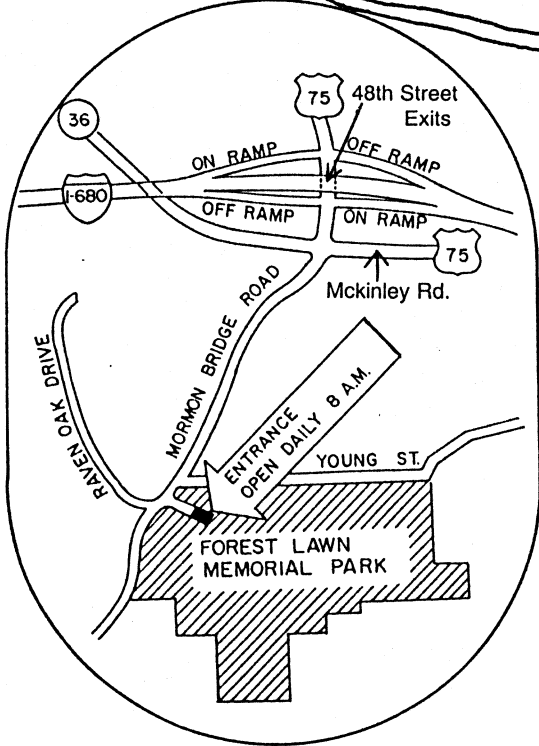 75
48th Street
Exits
36
ON RAMP
OFF RAMP
I-680
OFF RAMP
ON RAMP
75
Mckinley Rd.
MORMON BRIDGE ROAD
RAVEN OAK DRIVE
ENTRANCE
OPEN DAILY 8 A.M.
YOUNG ST.
FOREST LAWN
MEMORIAL PARK